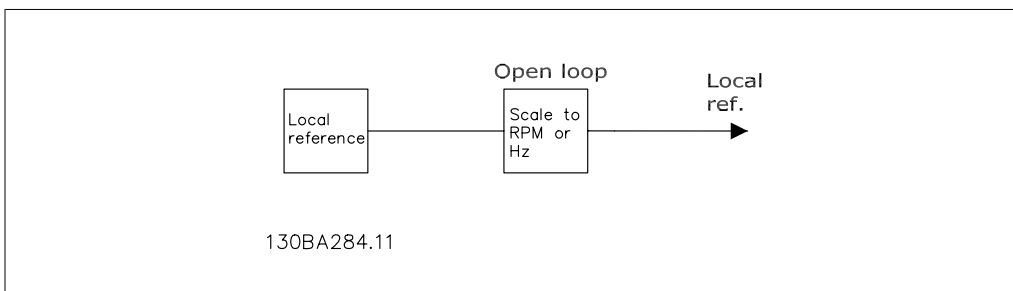 Open loop
Local
ref.
Local
reference
Scale to
RPM or
Hz
130BA284.11